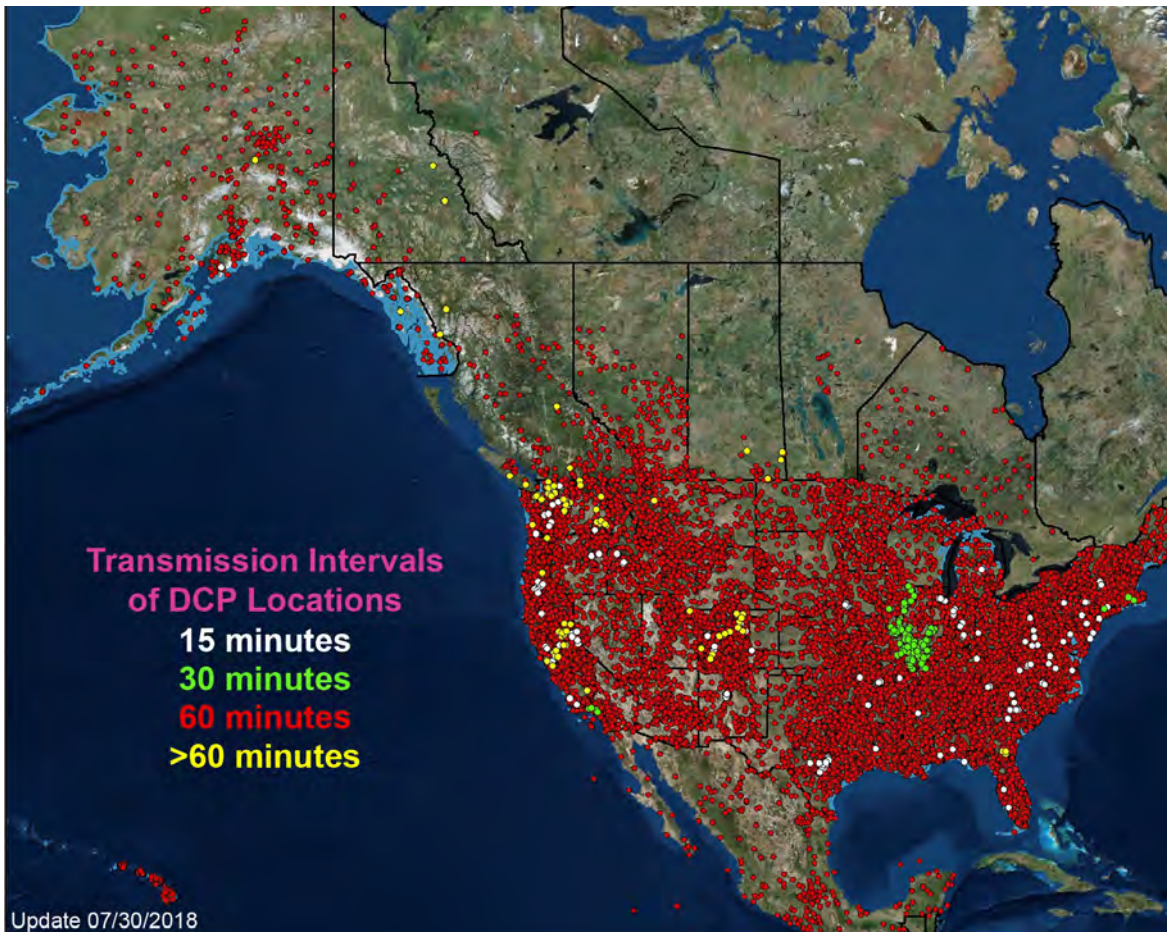 Transmission Intervals
of DCP Locations
15 minutes
30 minutes
60 minutes
>60 minutes
Update 07/30/2018